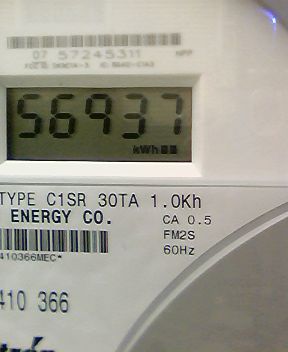 07 57245311
56937
kWh
TYPE C1SR 30TA 1.0Kh
ENERGY CO. CA 0.5
FM2S
410366MEC* 60Hz
410 366